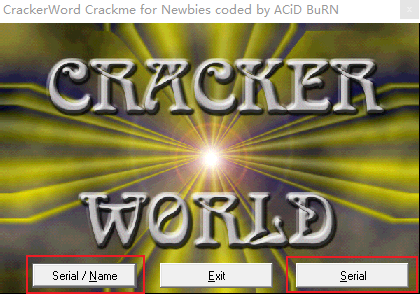 CrackerWord Crackme for Newbies coded by ACiD BuRN
CRACKER
WORLD
Serial / Name
Exit
Serial